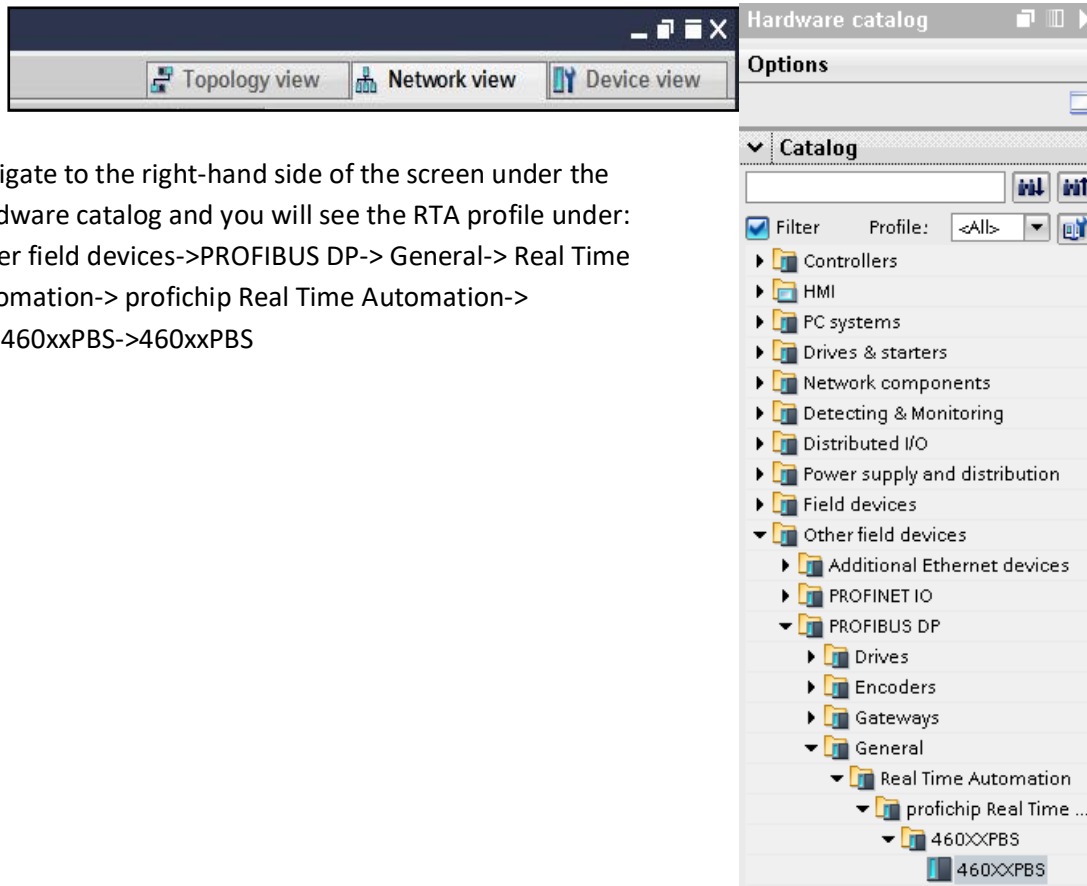 Topology view
Network view
Device view
igate to the right-hand side of the screen under the
dware catalog and you will see the RTA profile under:
er field devices->PROFIBUS DP-> General-> Real Time
omation-> profichip Real Time Automation->
460xxPBS->460xxPBS
Hardware catalog
Options
Catalog
Filter Profile: <All>
Controllers
HMI
PC systems
Drives & starters
Network components
Detecting & Monitoring
Distributed I/O
Power supply and distribution
Field devices
Other field devices
Additional Ethernet devices
PROFINET IO
PROFIBUS DP
Drives
Encoders
Gateways
General
Real Time Automation
profichip Real Time ...
460XXPBS
460XXPBS